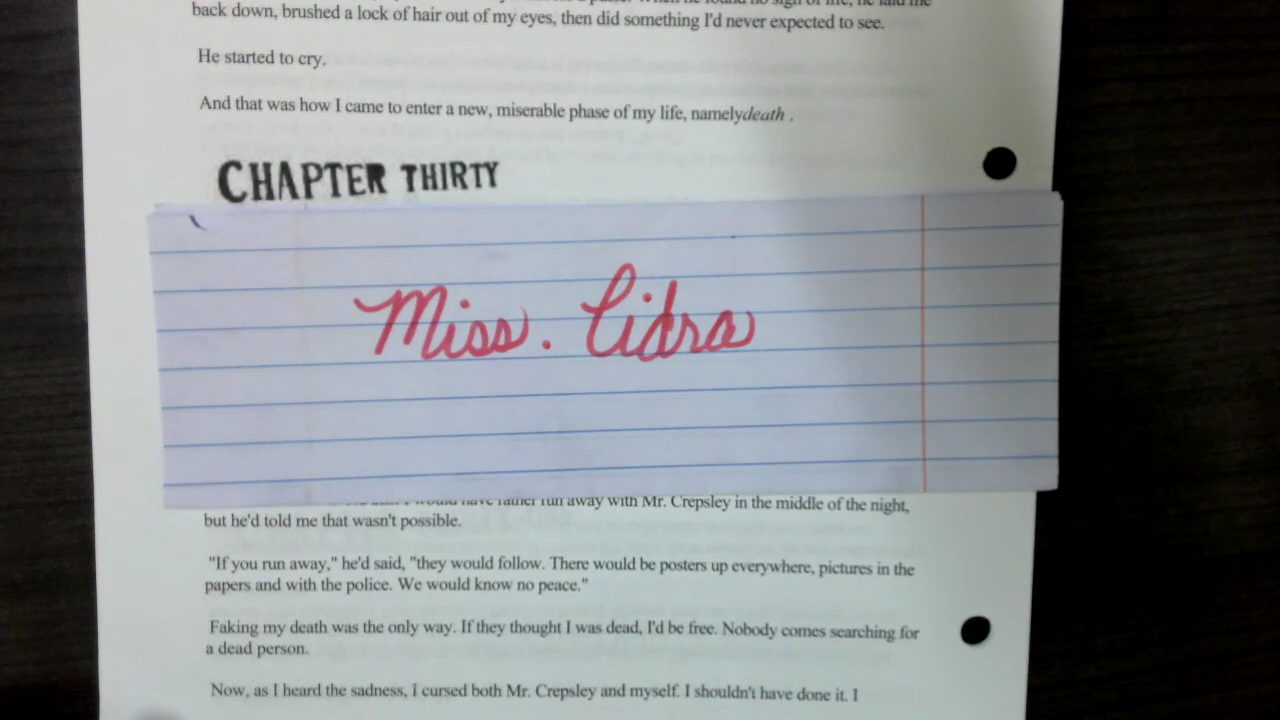 back down, brushed a lock of hair out of my eyes, then did something I'd never expected to see.
He started to cry.
And that was how I came to enter a new, miserable phase of my life, namelydeath .
CHAPTER THIRTY
Miss. Lidra
would have rather run away with Mr. Crepsley in the middle of the night,
but he'd told me that wasn't possible.
"If you run away," he'd said, "they would follow. There would be posters up everywhere, pictures in the
papers and with the police. We would know no peace."
Faking my death was the only way. If they thought I was dead, I'd be free. Nobody comes searching for
a dead person.
Now, as I heard the sadness, I cursed both Mr. Crepsley and myself. I shouldn't have done it. I